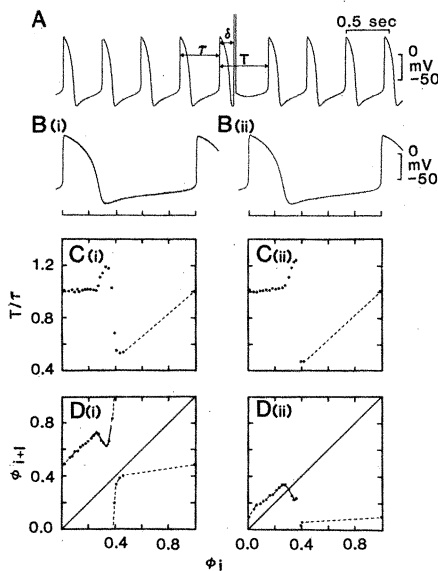 A
δ
0.5 sec
τ
T
0
mV
-50
B(i)
B(ii)
0
mV
-50
C(i)
C(ii)
T/τ
1.2
0.8
0.4
D(i)
D(ii)
ϕi+1
0.8
0.4
0.0
0.0 0.4 0.8
0.0 0.4 0.8
ϕi